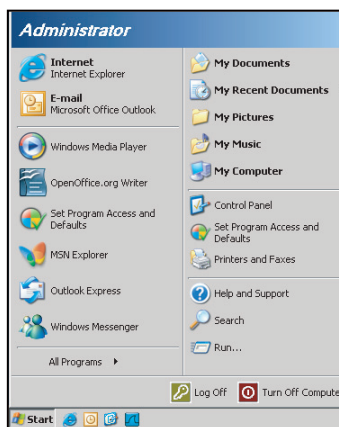 Administrator
Internet
Internet Explorer
E-mail
Microsoft Office Outlook
Windows Media Player
OpenOffice.org Writer
Set Program Access and
Defaults
MSN Explorer
Outlook Express
Windows Messenger
All Programs
My Documents
My Recent Documents
My Pictures
My Music
My Computer
Control Panel
Set Program Access and
Defaults
Printers and Faxes
Help and Support
Search
Run...
Log Off
Turn Off Compute
Start